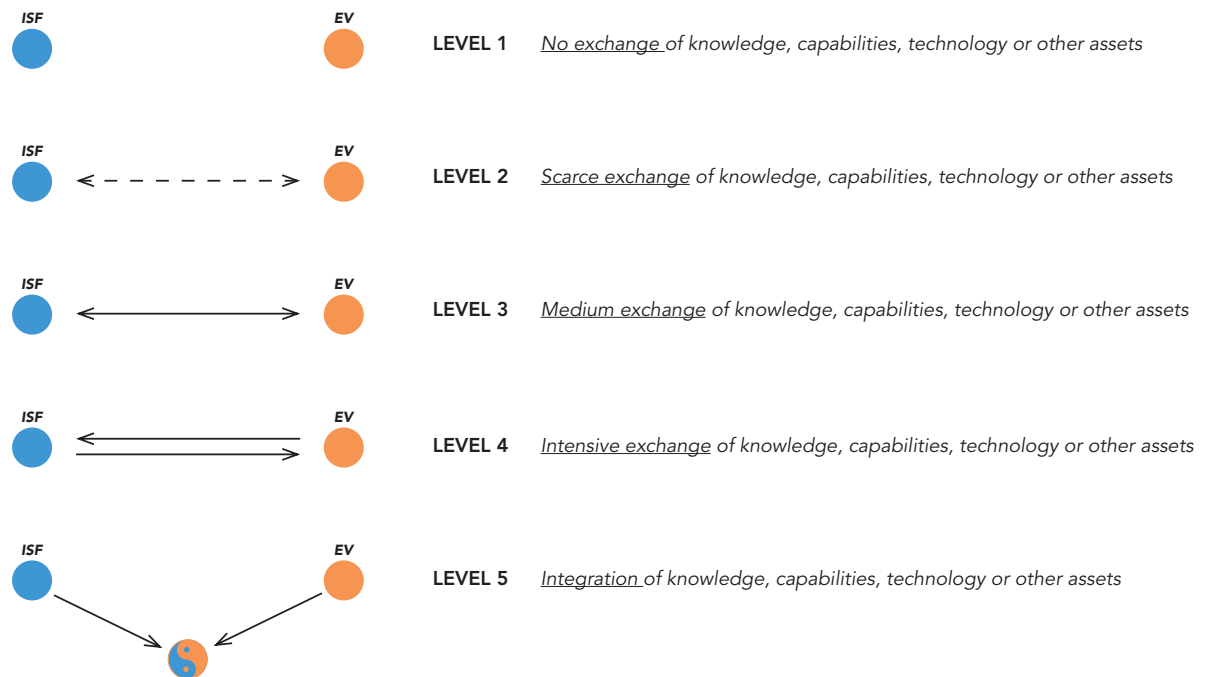 ISF EV
LEVEL 1 No exchange of knowledge, capabilities, technology or other assets
ISF EV
LEVEL 2 Scarce exchange of knowledge, capabilities, technology or other assets
ISF EV
LEVEL 3 Medium exchange of knowledge, capabilities, technology or other assets
ISF EV
LEVEL 4 Intensive exchange of knowledge, capabilities, technology or other assets
ISF EV
LEVEL 5 Integration of knowledge, capabilities, technology or other assets